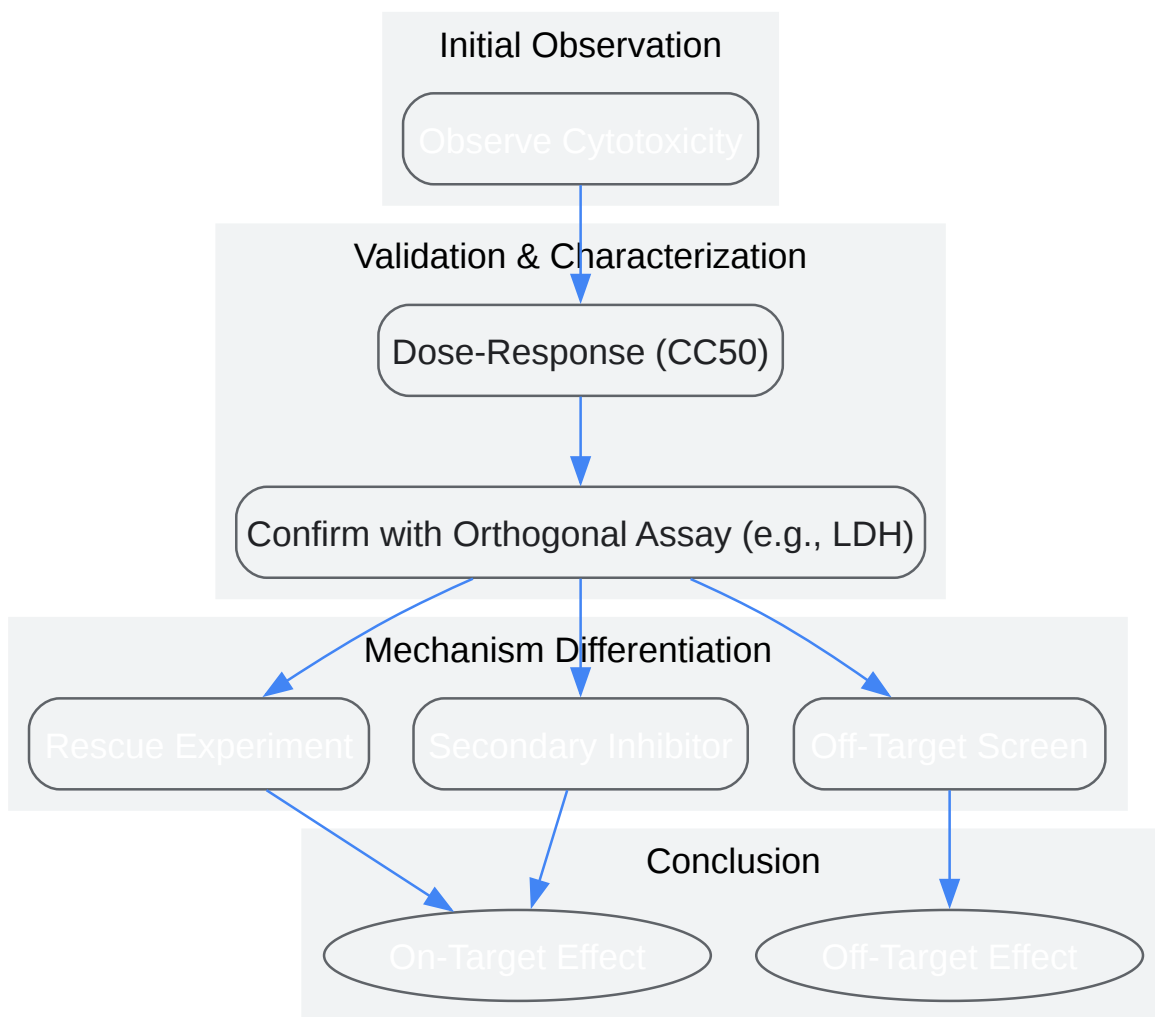 Initial Observation
Observe Cytotoxicity
Validation & Characterization
Dose-Response (CC50)
Confirm with Orthogonal Assay (e.g., LDH)
Mechanism Differentiation
Rescue Experiment
Secondary Inhibitor
Off-Target Screen
Conclusion
On-Target Effect
Off-Target Effect